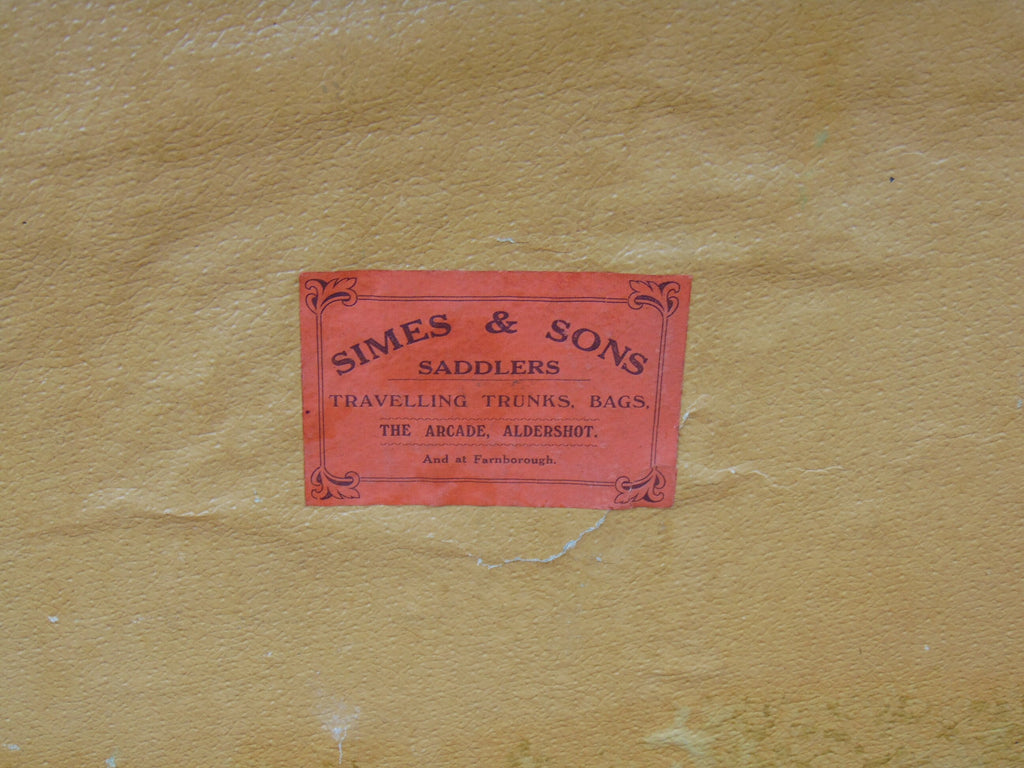 SIMES & SONS
SADDLERS
TRAVELLING TRUNKS, BAGS,
THE ARCADE, ALDERSHOT.
And at Farnborough.